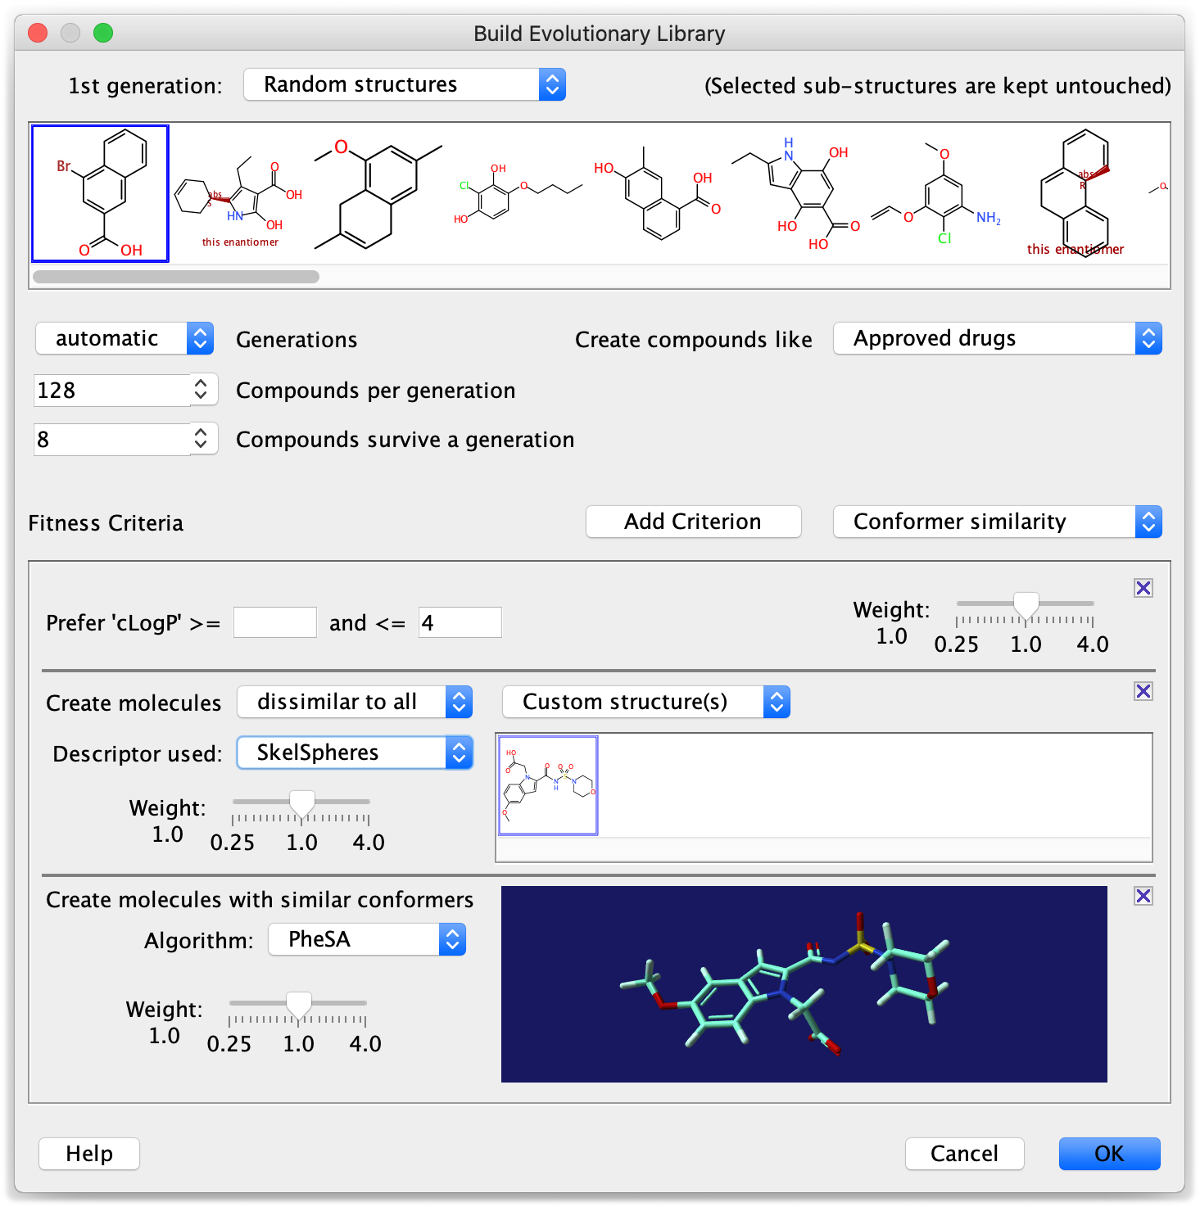 Build Evolutionary Library
1st generation: Random structures (Selected sub-structures are kept untouched)
Br
O OH
abs
S
HN
O
OH
OH
this enantiomer
O
OH
Cl
HO
O
HO
OH
O
H
N
OH
HO
O
HO
O
O
NH2
Cl
abs
R
this enantiomer
O
automatic Generations Create compounds like Approved drugs
128 Compounds per generation
8 Compounds survive a generation
Fitness Criteria Add Criterion Conformer similarity
Prefer 'cLogP' >= and <= 4 Weight:
1.0 0.25 1.0 4.0
Create molecules dissimilar to all Custom structure(s)
Descriptor used: SkelSpheres
HO
O
N
O
N
H
O
S
O
N
O
O
Weight:
1.0 0.25 1.0 4.0
Create molecules with similar conformers
Algorithm: PheSA
Weight:
1.0 0.25 1.0 4.0
Help Cancel OK